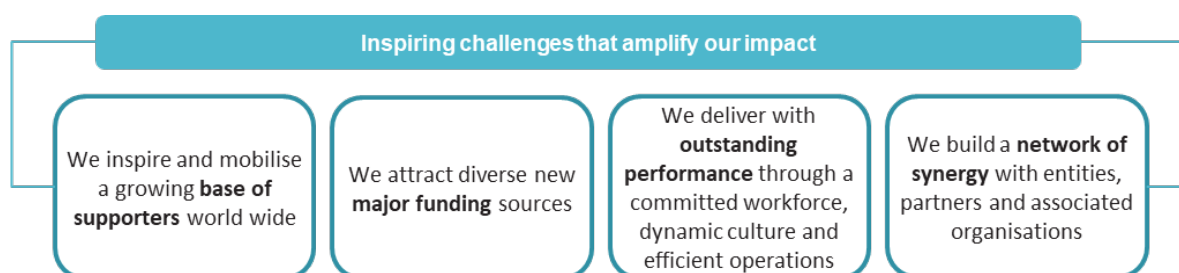 Inspiring challenges that amplify our impact
We inspire and mobilise
a growing base of
supporters world wide
We attract diverse new
major funding sources
We deliver with
outstanding
performance through a
committed workforce,
dynamic culture and
efficient operations
We build a network of
synergy with entities,
partners and associated
organisations